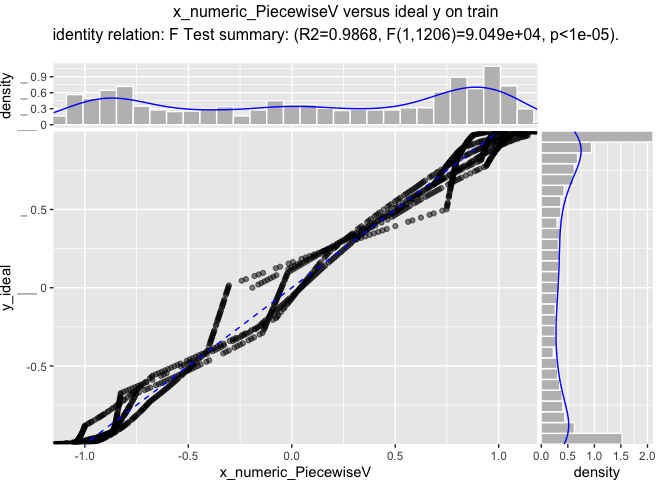 x_numeric_PiecewiseV versus ideal y on train
identity relation: F Test summary: (R2=0.9868, F(1,1206)=9.049e+04, p<1e-05).
density
0.9
0.6
0.3
0
y_ideal
0.5
0
-0.5
-1.0
-0.5
0.0
0.5
1.0
x_numeric_PiecewiseV
0.0
0.5
1.0
1.5
2.0
density